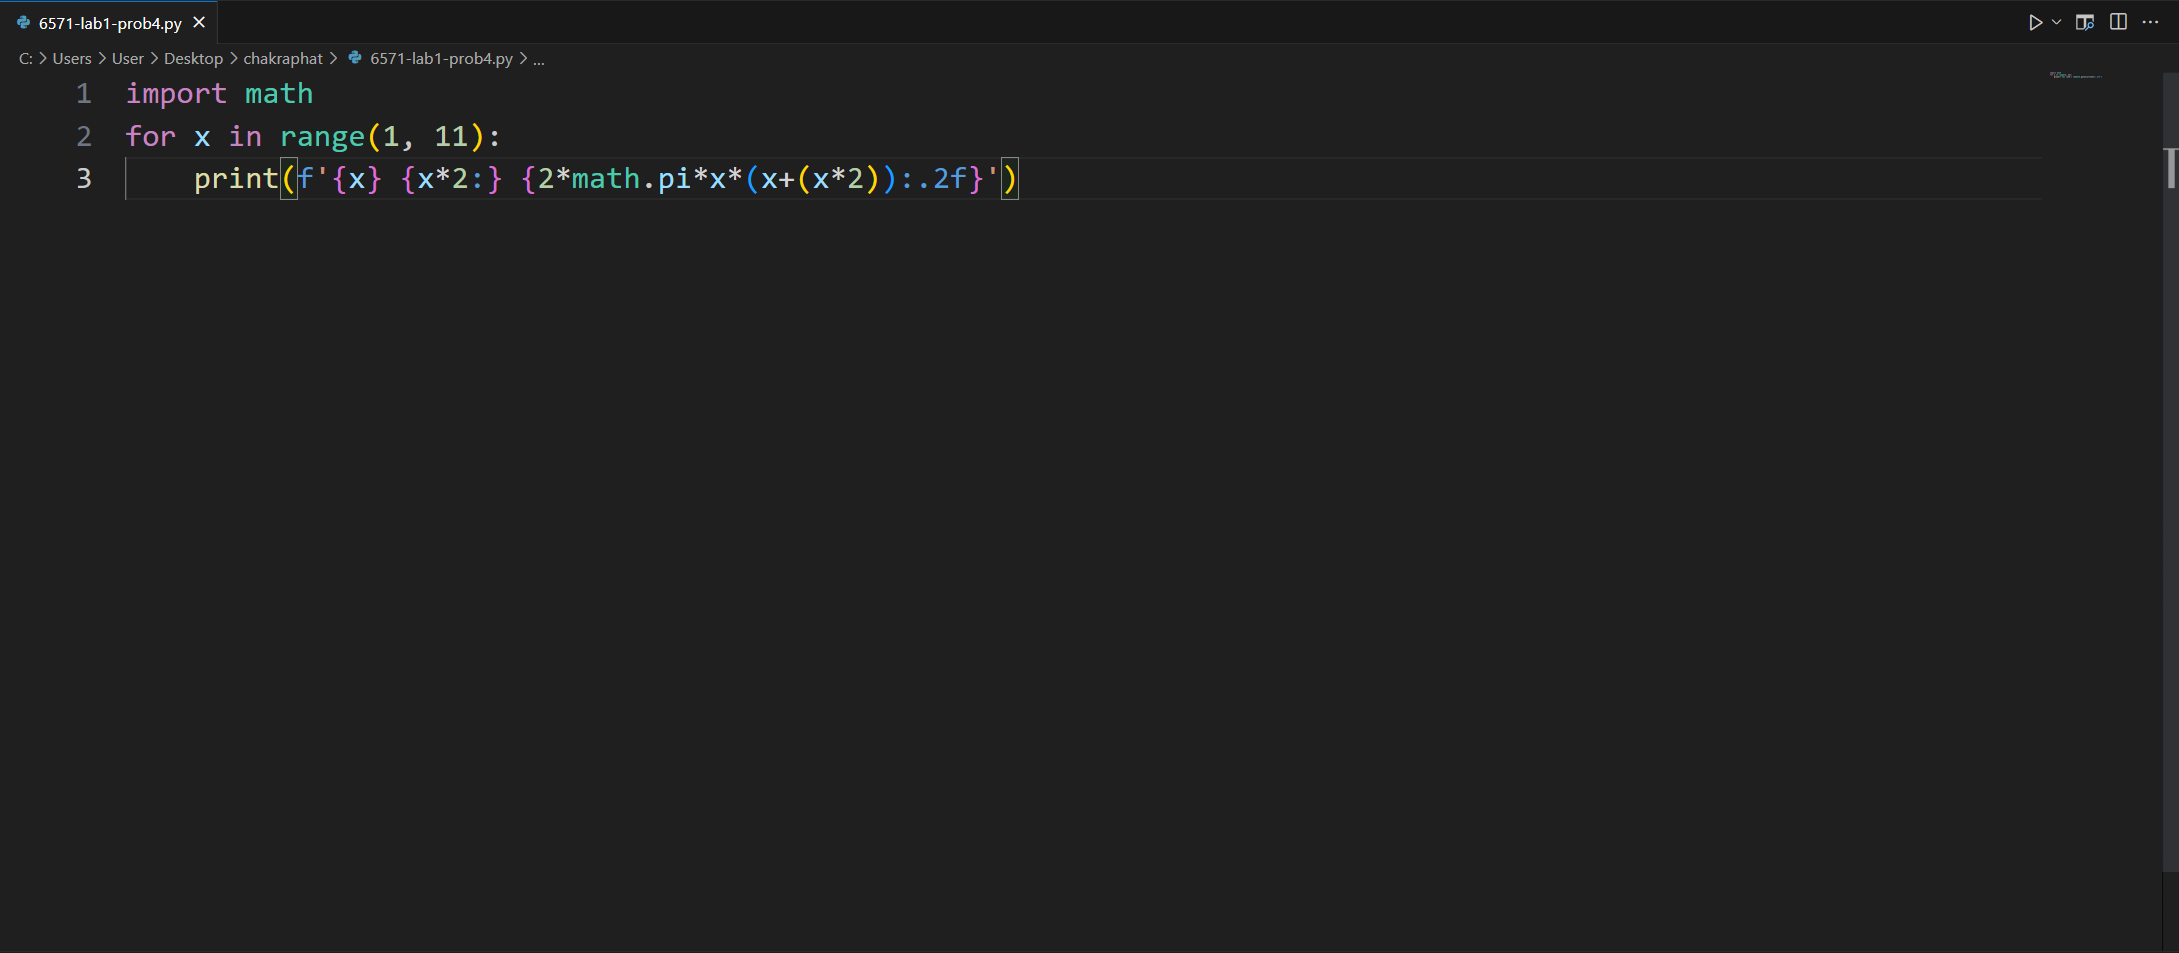 6571-lab1-prob4.py
C: > Users > User > Desktop > chakraphat > 6571-lab1-prob4.py > ...
1 import math
2 for x in range(1, 11):
3     print(f'{x} {x*2:} {2*math.pi*x*(x+(x*2)):.2f}')